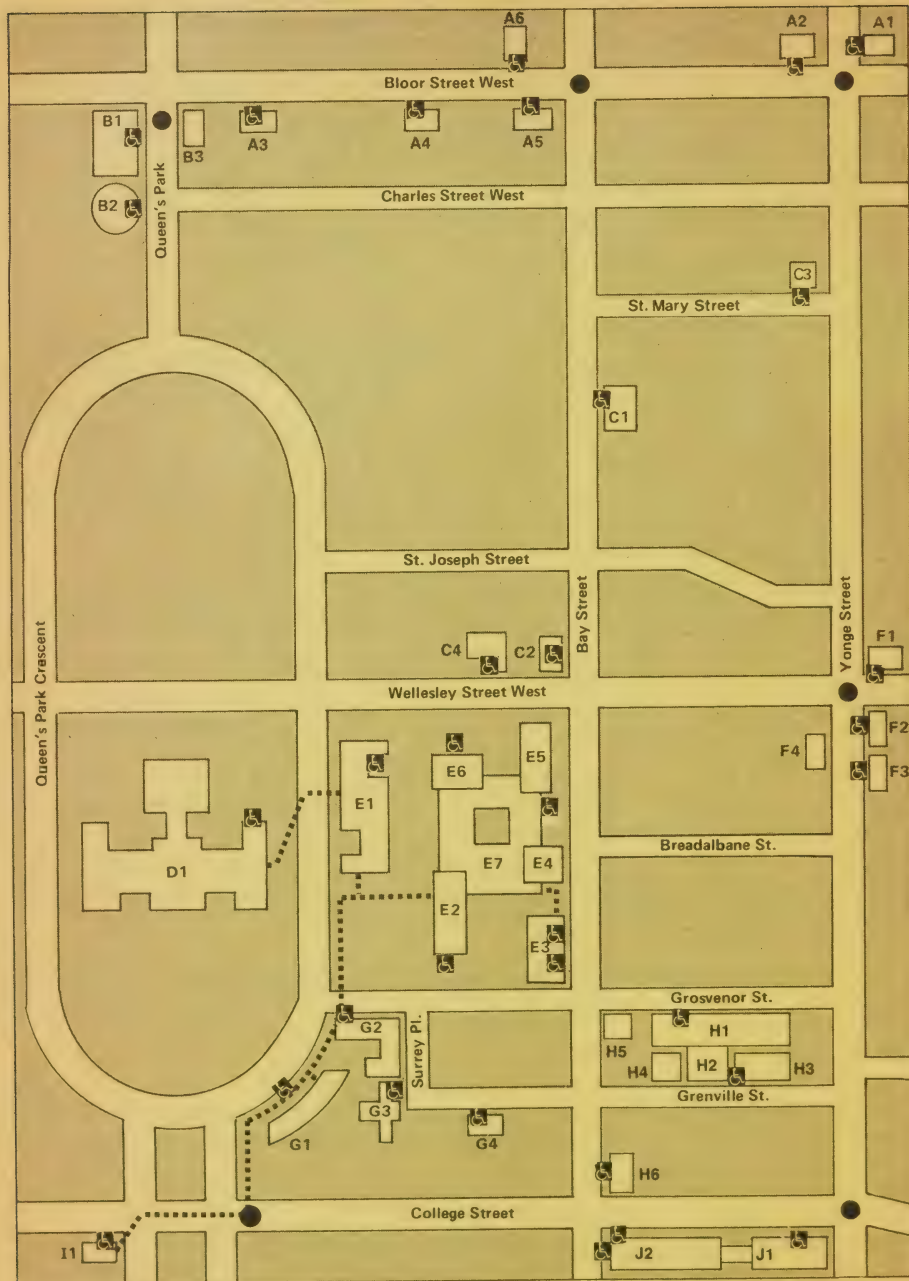 A6
A2
A1
Bloor Street West
B1
B3
A3
A4
A5
B2
Queen's Park
Charles Street West
C3
St. Mary Street
C1
St. Joseph Street
Bay Street
Yonge Street
Queen's Park Crescent
C4
C2
F1
Wellesley Street West
E5
F2
E6
F4
F3
E1
Breadalbane St.
D1
E7
E4
E2
E3
Grosvenor St.
G2
Surrey Pl.
H1
H5
H4
H2
H3
Grenville St.
G3
G1
G4
H6
College Street
I1
J2
J1